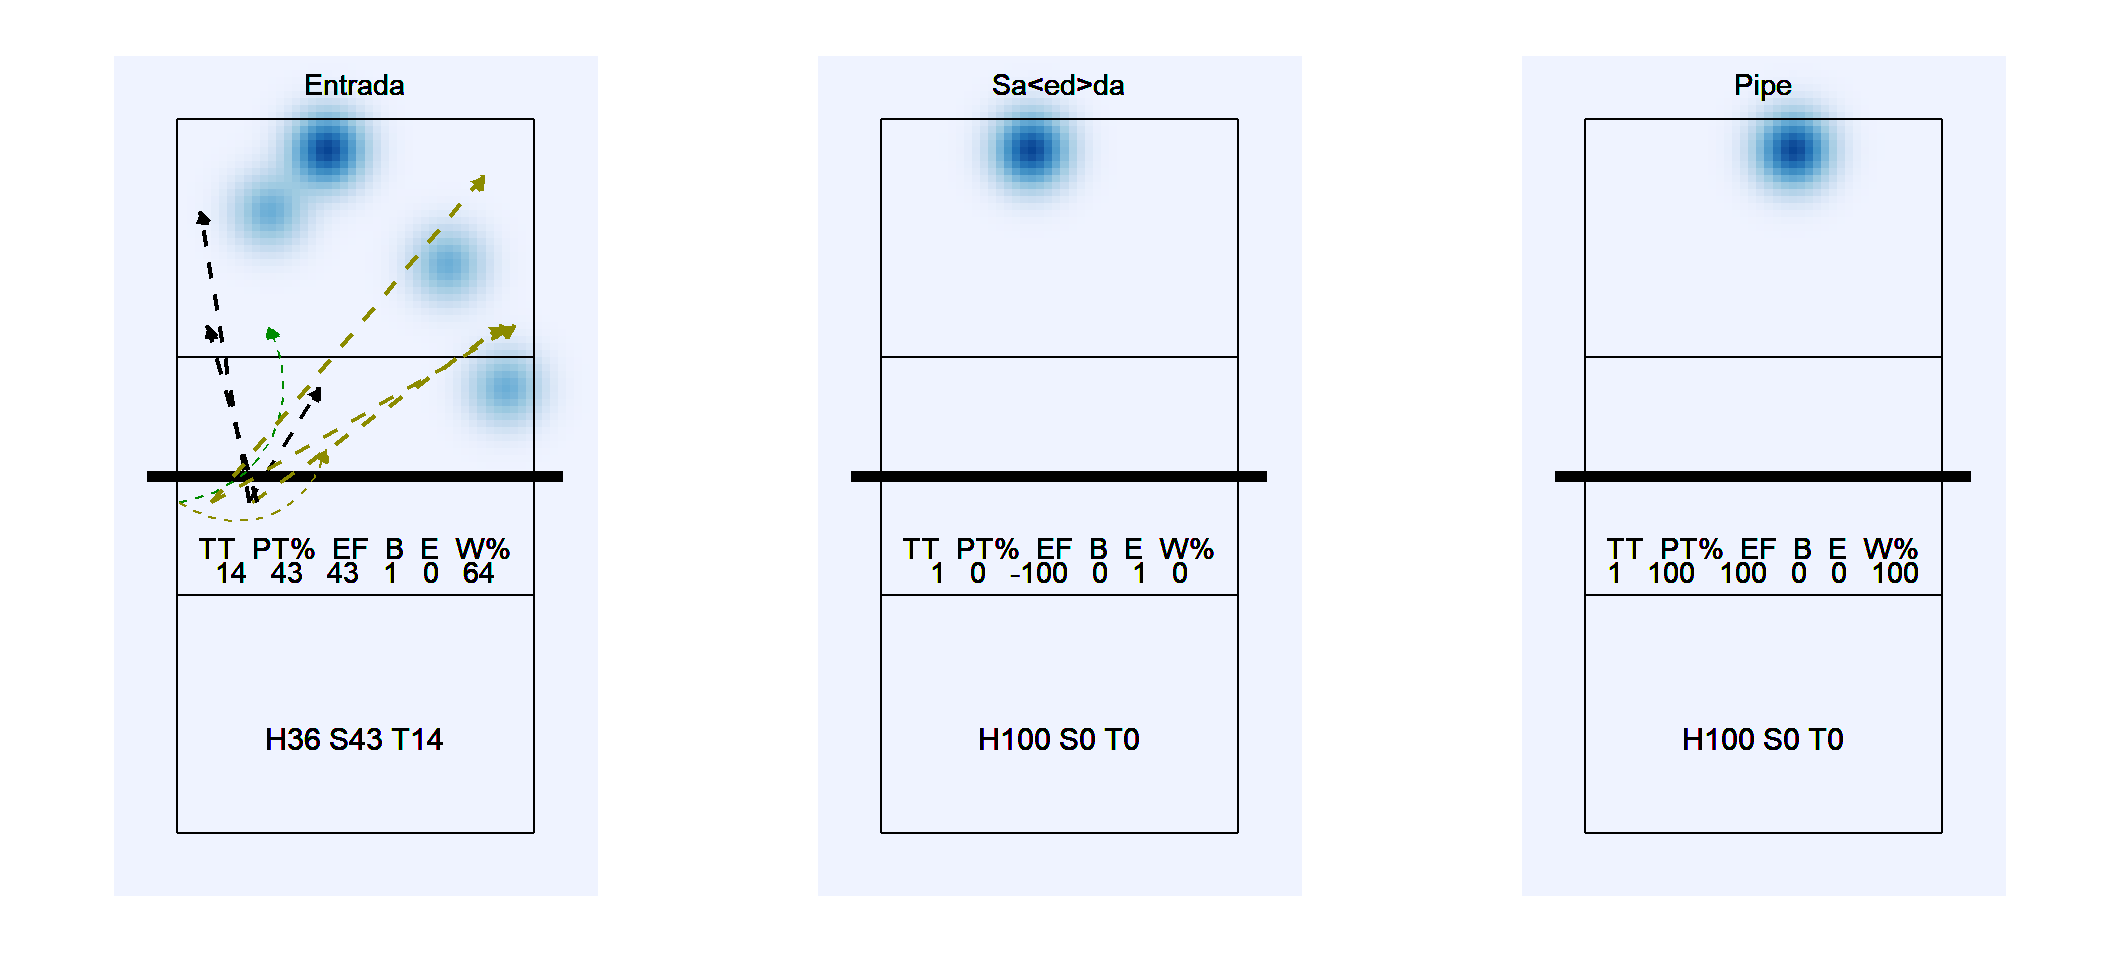 Entrada
TT PT% EF B E W%
14 43 43 1 0 64
H36 S43 T14
Sa<ed>da
TT PT% EF B E W%
1 0 -100 0 1 0
H100 S0 T0
Pipe
TT PT% EF B E W%
1 100 100 0 0 100
H100 S0 T0